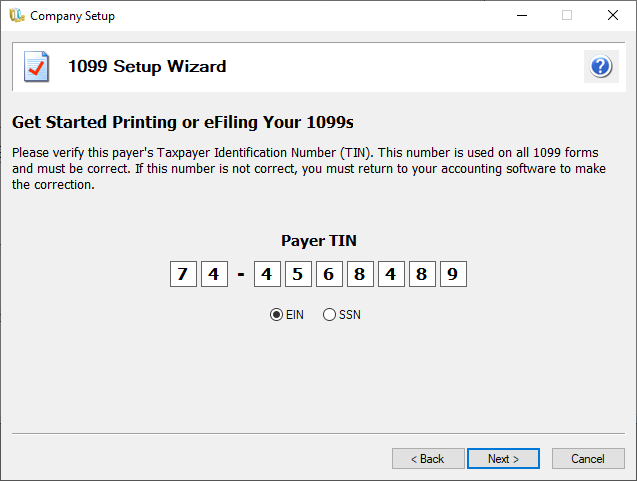 Company Setup
1099 Setup Wizard
?
Get Started Printing or eFiling Your 1099s
Please verify this payer's Taxpayer Identification Number (TIN). This number is used on all 1099 forms
and must be correct. If this number is not correct, you must return to your accounting software to make
the correction.
Payer TIN
7 4 - 4 5 6 8 4 8 9
EIN SSN
< Back Next > Cancel